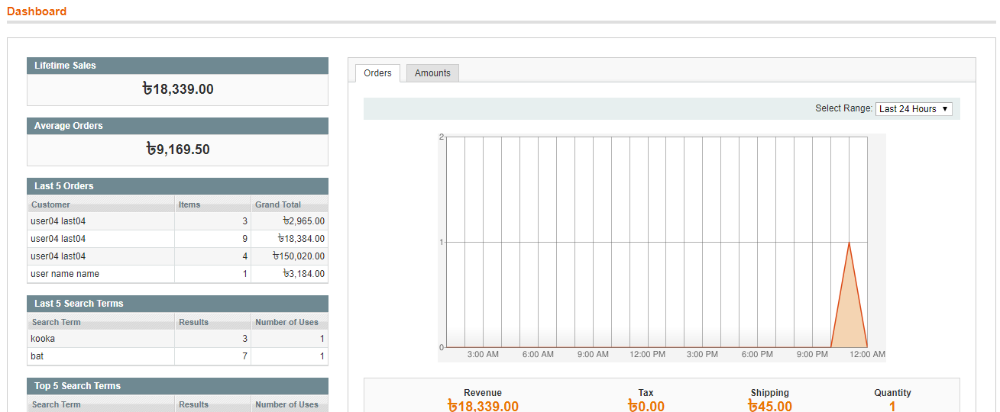 Dashboard
Lifetime Sales
৳18,339.00
Average Orders
৳9,169.50
Last 5 Orders
Customer Items Grand Total
user04 last04 3 ৳2,965.00
user04 last04 9 ৳18,384.00
user04 last04 4 ৳150,020.00
user name name 1 ৳3,184.00
Last 5 Search Terms
Search Term Results Number of Uses
kooka 3 1
bat 7 1
Top 5 Search Terms
Search Term Results Number of Uses
Orders Amounts
Select Range: Last 24 Hours ▼
2
1
0
3:00 AM 6:00 AM 9:00 AM 12:00 PM 3:00 PM 6:00 PM 9:00 PM 12:00 AM
Revenue Tax Shipping Quantity
৳18,339.00 ৳0.00 ৳45.00 1